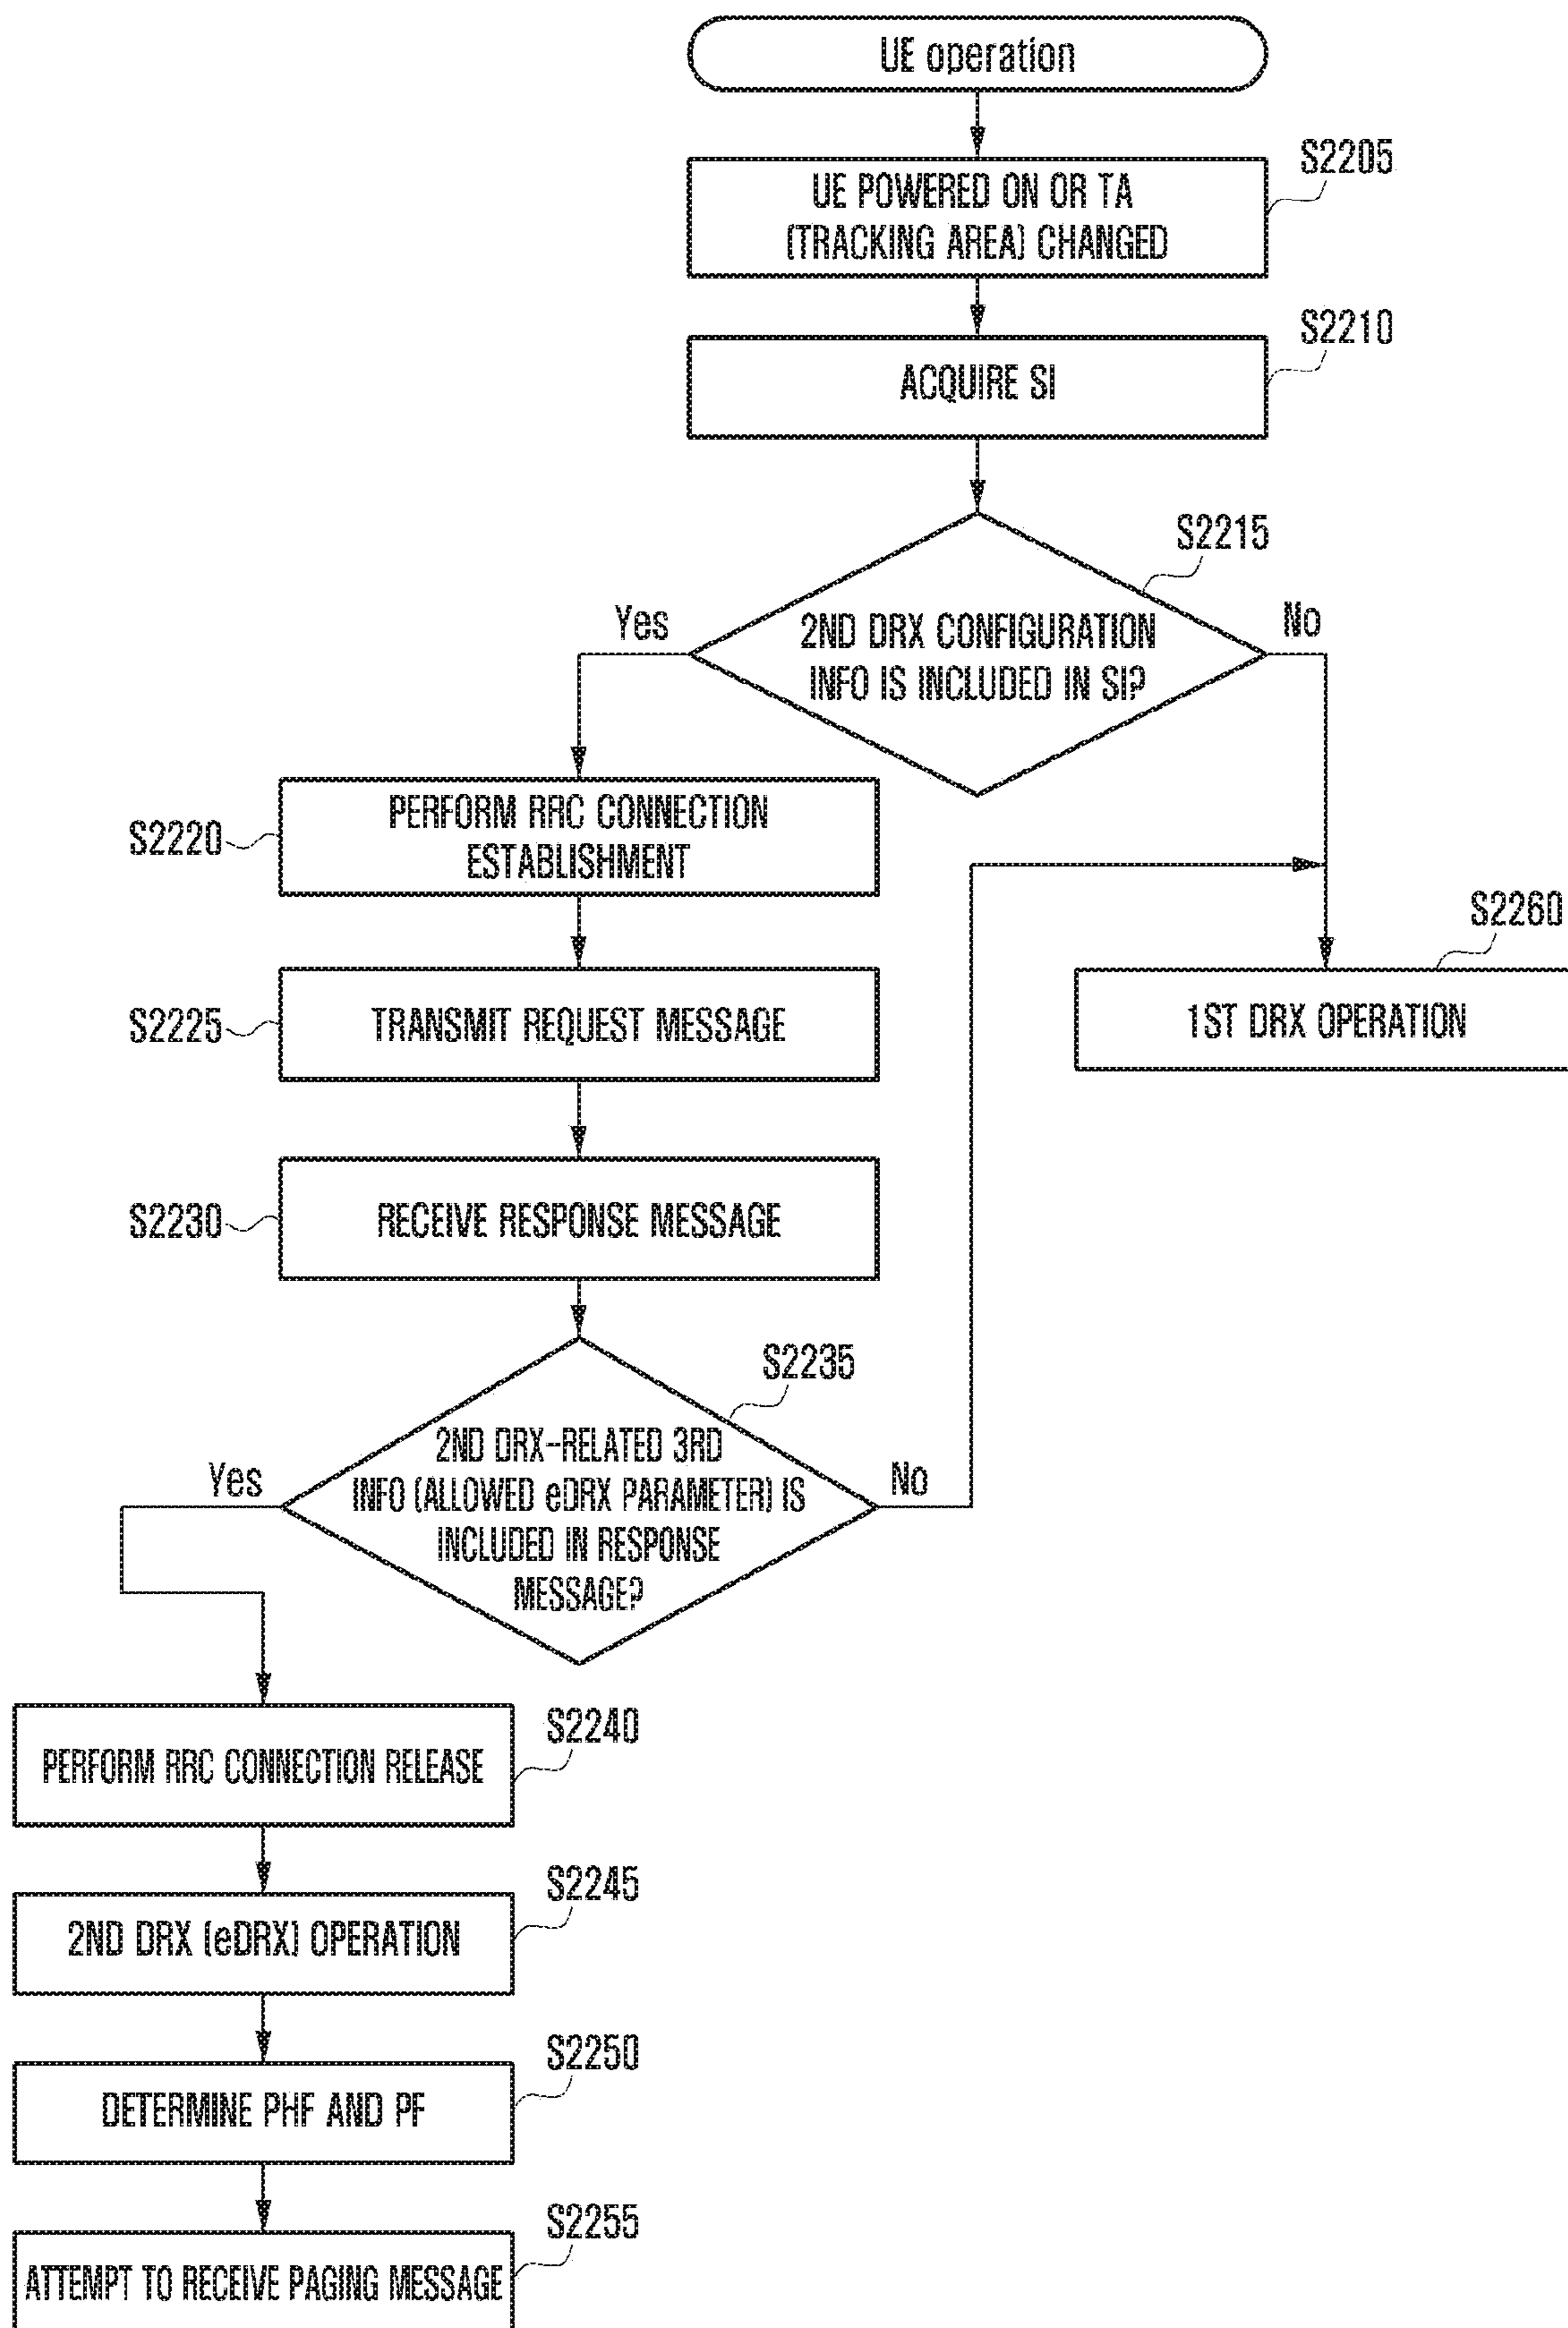 UE operation
UE POWERED ON OR TA
(TRACKING AREA) CHANGED
S2205
ACQUIRE SI
S2210
2ND DRX CONFIGURATION
INFO IS INCLUDED IN SI?
S2215
Yes
No
PERFORM RRC CONNECTION
ESTABLISHMENT
S2220
TRANSMIT REQUEST MESSAGE
S2225
1ST DRX OPERATION
S2260
RECEIVE RESPONSE MESSAGE
S2230
2ND DRX-RELATED 3RD
INFO (ALLOWED eDRX PARAMETER) IS
INCLUDED IN RESPONSE
MESSAGE?
S2235
Yes
No
PERFORM RRC CONNECTION RELEASE
S2240
2ND DRX (eDRX) OPERATION
S2245
DETERMINE PHF AND PF
S2250
ATTEMPT TO RECEIVE PAGING MESSAGE
S2255